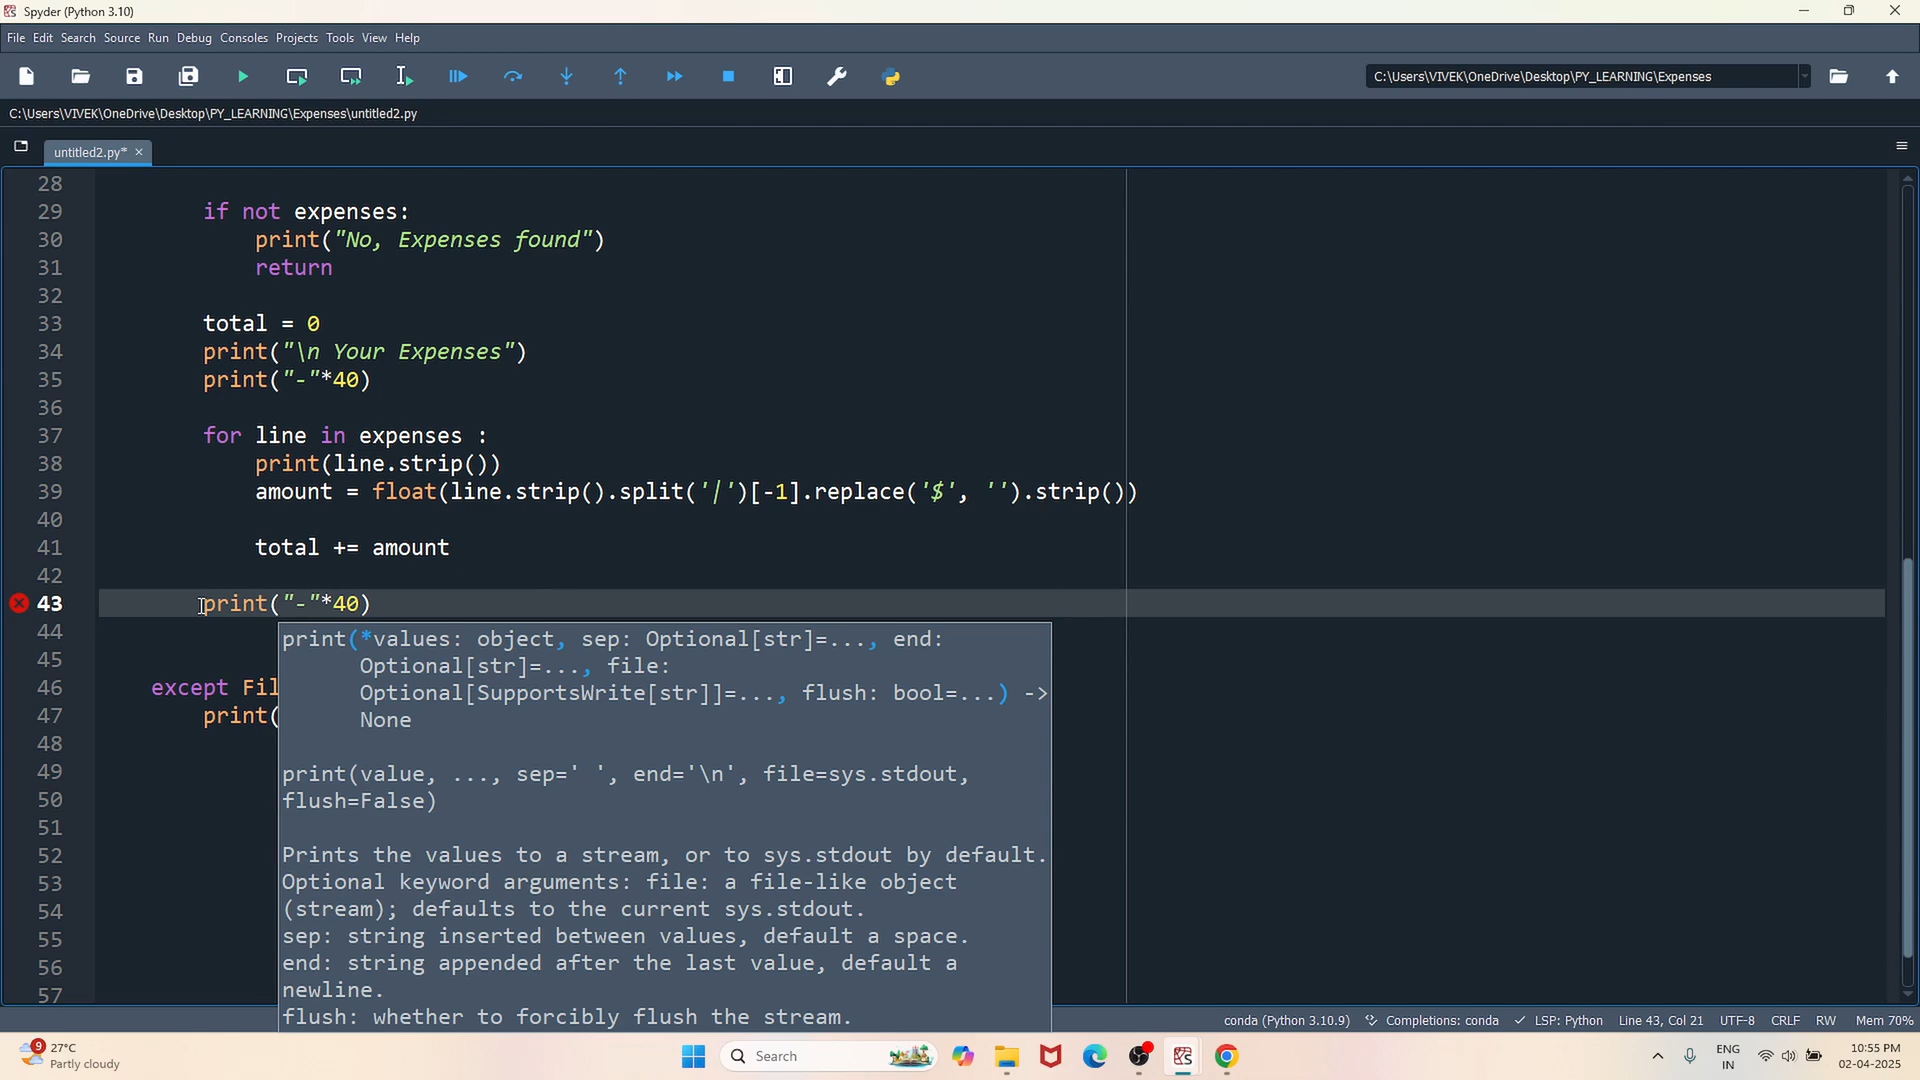 Spyder (Python 3.10)
File Edit Search Source Run Debug Consoles Projects Tools View Help
C:\Users\VIVEK\OneDrive\Desktop\PY_LEARNING\Expenses
C:\Users\VIVEK\OneDrive\Desktop\PY_LEARNING\Expenses\untitled2.py
untitled2.py*
28
29 if not expenses:
30 print("No, Expenses found")
31 return
32
33 total = 0
34 print("\n Your Expenses")
35 print("-"*40)
36
37 for line in expenses :
38 print(line.strip())
39 amount = float(line.strip().split('|')[-1].replace('$', '').strip())
40
41 total += amount
42
43 print("-"*40)
44
45
46 except Fil
47 print(
48
49
50
51
52
53
54
55
56
57
print(*values: object, sep: Optional[str]=..., end:
Optional[str]=..., file:
Optional[SupportsWrite[str]]=..., flush: bool=...) ->
None
print(value, ..., sep=' ', end='\n', file=sys.stdout,
flush=False)
Prints the values to a stream, or to sys.stdout by default.
Optional keyword arguments: file: a file-like object
(stream); defaults to the current sys.stdout.
sep: string inserted between values, default a space.
end: string appended after the last value, default a
newline.
flush: whether to forcibly flush the stream.
conda (Python 3.10.9) Completions: conda LSP: Python Line 43, Col 21 UTF-8 CRLF RW Mem 70%
9
27°C
Partly cloudy
Search
ENG
IN
10:55 PM
02-04-2025